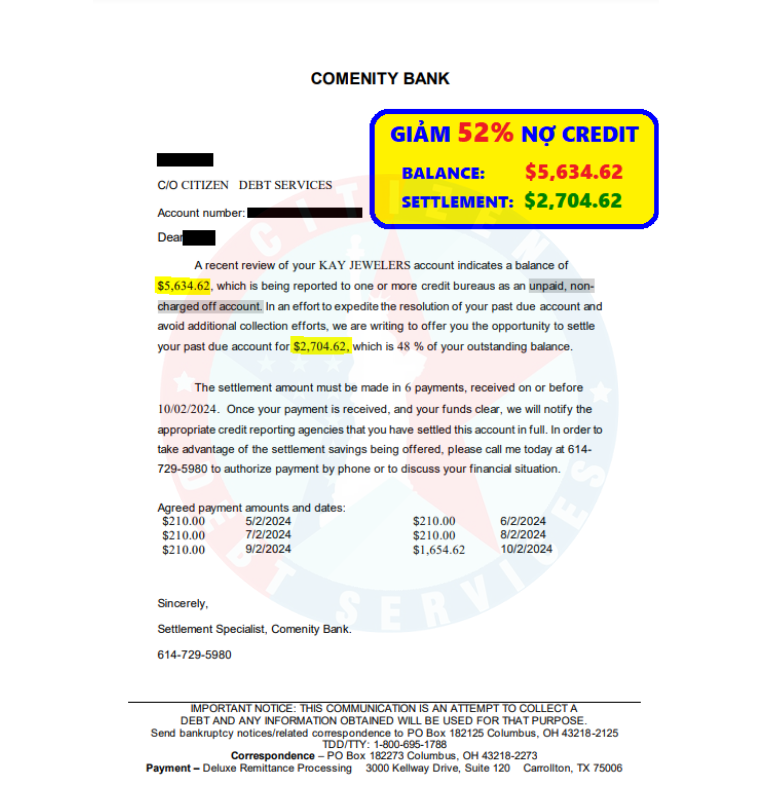 COMENITY BANK
GIẢM 52% NỢ CREDIT
BALANCE: $5,634.62
SETTLEMENT: $2,704.62
C/O CITIZEN DEBT SERVICES
Account number:
Dear
A recent review of your KAY JEWELERS account indicates a balance of
$5,634.62, which is being reported to one or more credit bureaus as an unpaid, non-
charged off account. In an effort to expedite the resolution of your past due account and
avoid additional collection efforts, we are writing to offer you the opportunity to settle
your past due account for $2,704.62, which is 48 % of your outstanding balance.
The settlement amount must be made in 6 payments, received on or before
10/02/2024. Once your payment is received, and your funds clear, we will notify the
appropriate credit reporting agencies that you have settled this account in full. In order to
take advantage of the settlement savings being offered, please call me today at 614-
729-5980 to authorize payment by phone or to discuss your financial situation.
Agreed payment amounts and dates:
$210.00 5/2/2024 $210.00 6/2/2024
$210.00 7/2/2024 $210.00 8/2/2024
$210.00 9/2/2024 $1,654.62 10/2/2024
Sincerely,
Settlement Specialist, Comenity Bank.
614-729-5980
IMPORTANT NOTICE: THIS COMMUNICATION IS AN ATTEMPT TO COLLECT A
DEBT AND ANY INFORMATION OBTAINED WILL BE USED FOR THAT PURPOSE.
Send bankruptcy notices/related correspondence to PO Box 182125 Columbus, OH 43218-2125
TDD/TTY: 1-800-695-1788
Correspondence – PO Box 182273 Columbus, OH 43218-2273
Payment – Deluxe Remittance Processing 3000 Kellway Drive, Suite 120 Carrollton, TX 75006
CITIZEN
DEBT SERVICES